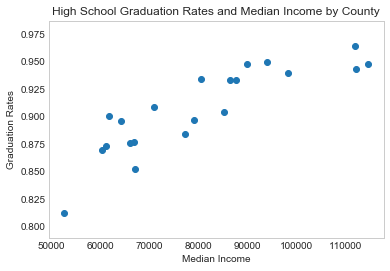 High School Graduation Rates and Median Income by County
0.975
0.950
0.925
0.900
0.875
0.850
0.825
0.800
Graduation Rates
50000 60000 70000 80000 90000 100000 110000
Median Income